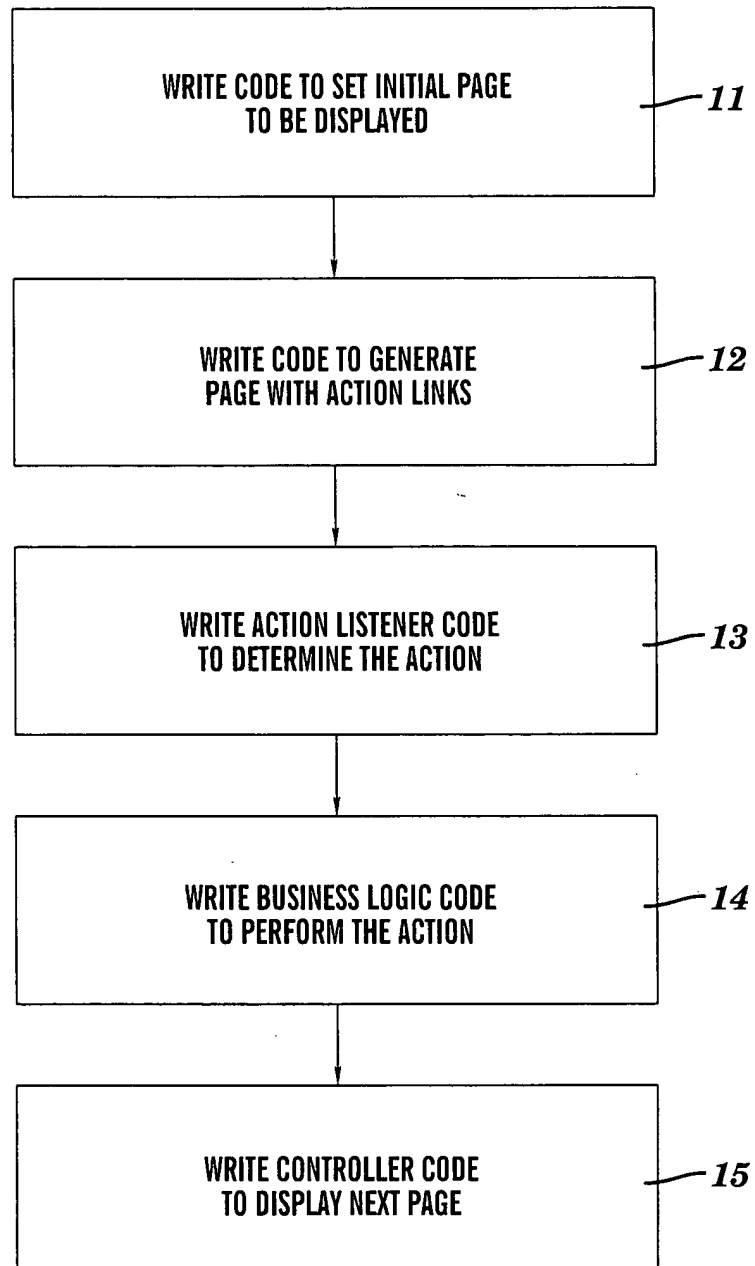 WRITE CODE TO SET INITIAL PAGE
TO BE DISPLAYED
11
WRITE CODE TO GENERATE
PAGE WITH ACTION LINKS
12
WRITE ACTION LISTENER CODE
TO DETERMINE THE ACTION
13
WRITE BUSINESS LOGIC CODE
TO PERFORM THE ACTION
14
WRITE CONTROLLER CODE
TO DISPLAY NEXT PAGE
15